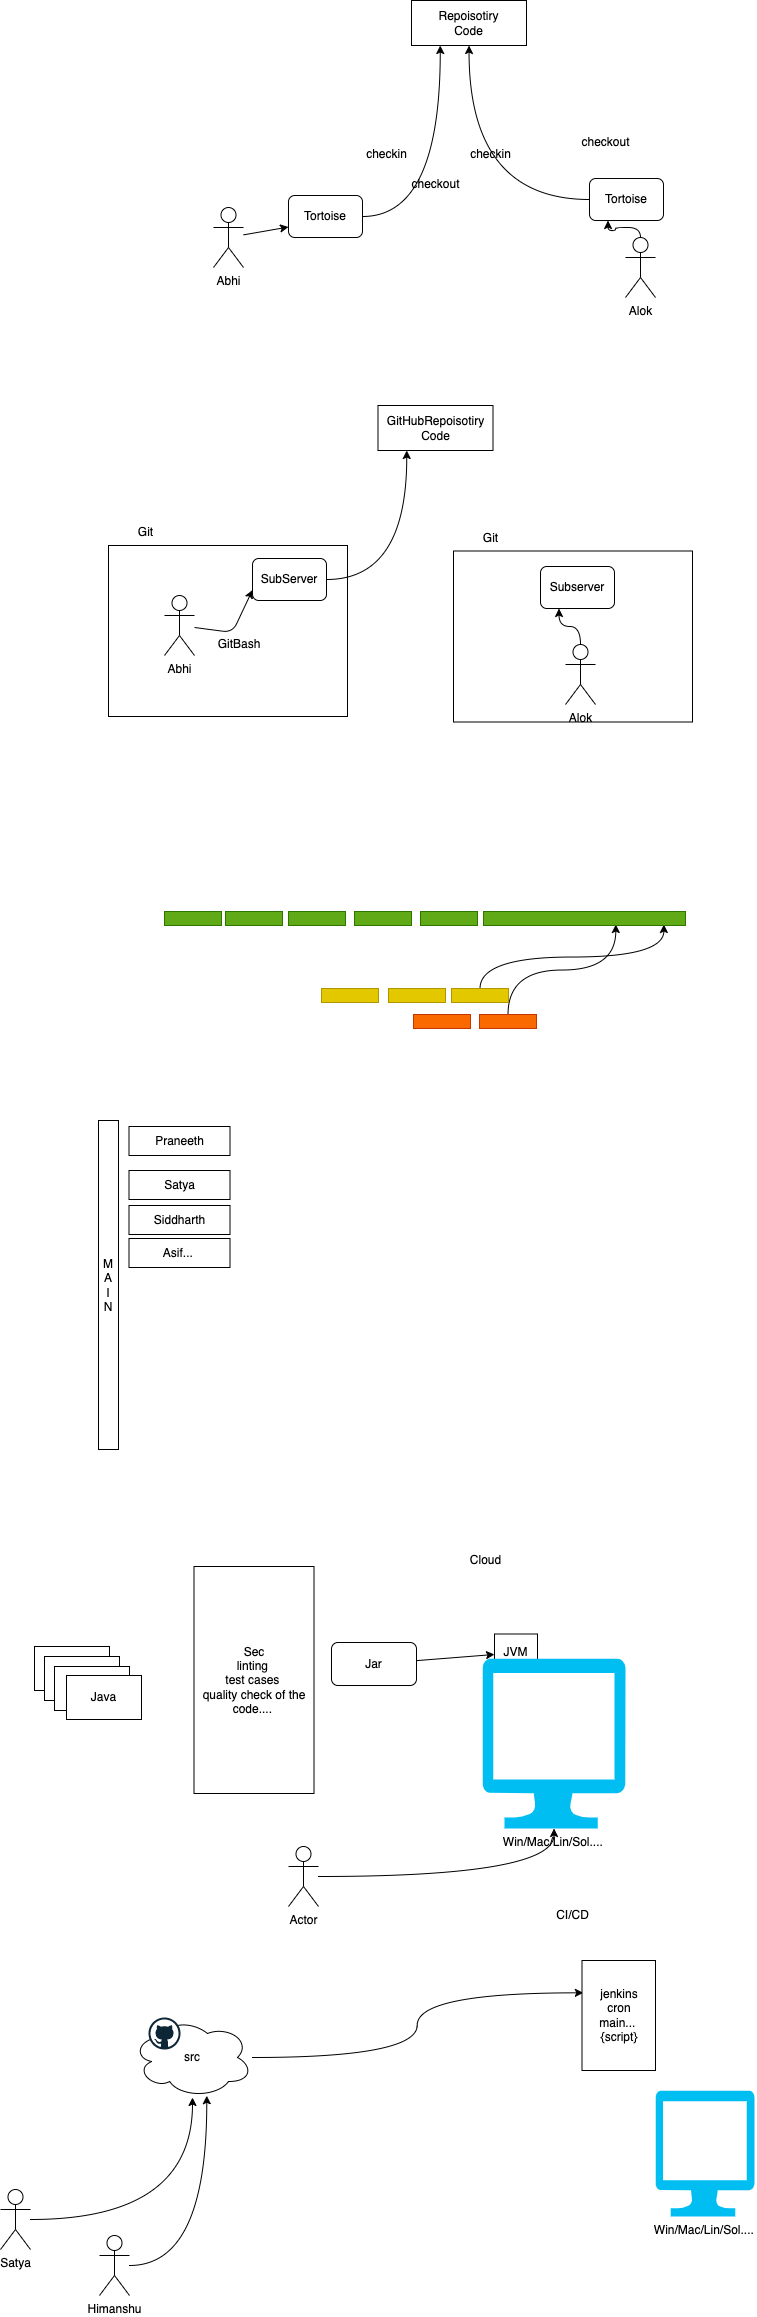 Repoisotiry
Code
checkout
checkin
checkin
checkout
Tortoise
Tortoise
Abhi
Alok
GitHubRepoisotiry
Code
Git
Git
SubServer
Subserver
GitBash
Abhi
Alok
Praneeth
Satya
Siddharth
Asif...
M
A
I
N
Cloud
Java
Sec
linting
test cases
quality check of the
code....
Jar
JVM
Win/Mac/Lin/Sol....
Actor
CI/CD
jenkins
cron
main...
{script}
src
Win/Mac/Lin/Sol....
Satya
Himanshu